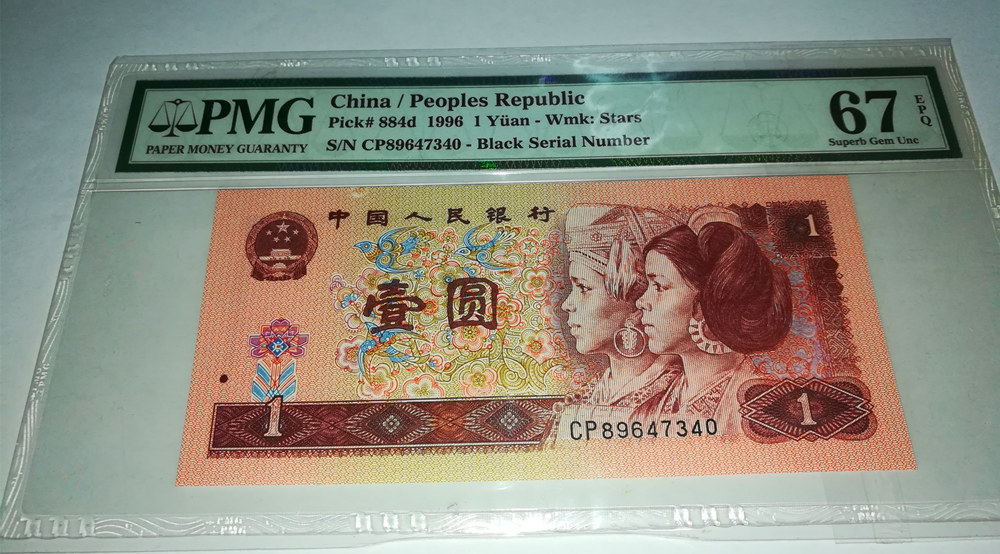 PMG
PAPER MONEY GUARANTY
China / Peoples Republic
Pick# 884d 1996 1 Yüan - Wmk: Stars
S/N CP89647340 - Black Serial Number
67
EPQ
Superb Gem Unc
中国人民银行
1
壹圆
1
1
CP89647340